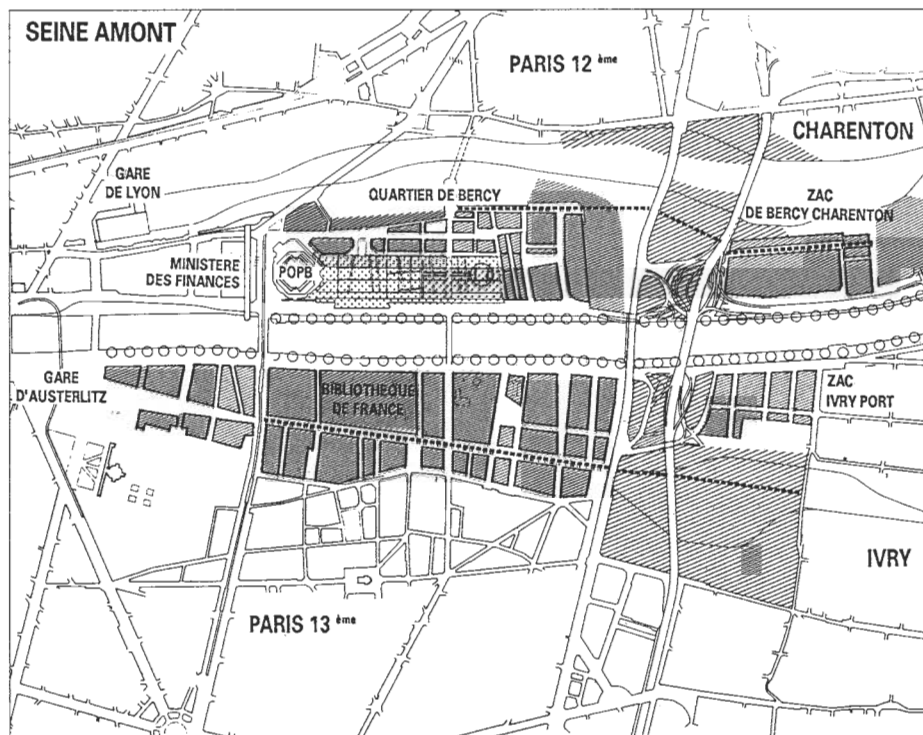 SEINE AMONT
PARIS 12 ème
CHARENTON
GARE
DE LYON
QUARTIER DE BERCY
ZAC
DE BERCY CHARENTON
MINISTERE
DES FINANCES
POPB
GARE
D'AUSTERLITZ
BIBLIOTHEQUE
DE FRANCE
ZAC
IVRY PORT
IVRY
PARIS 13 ème